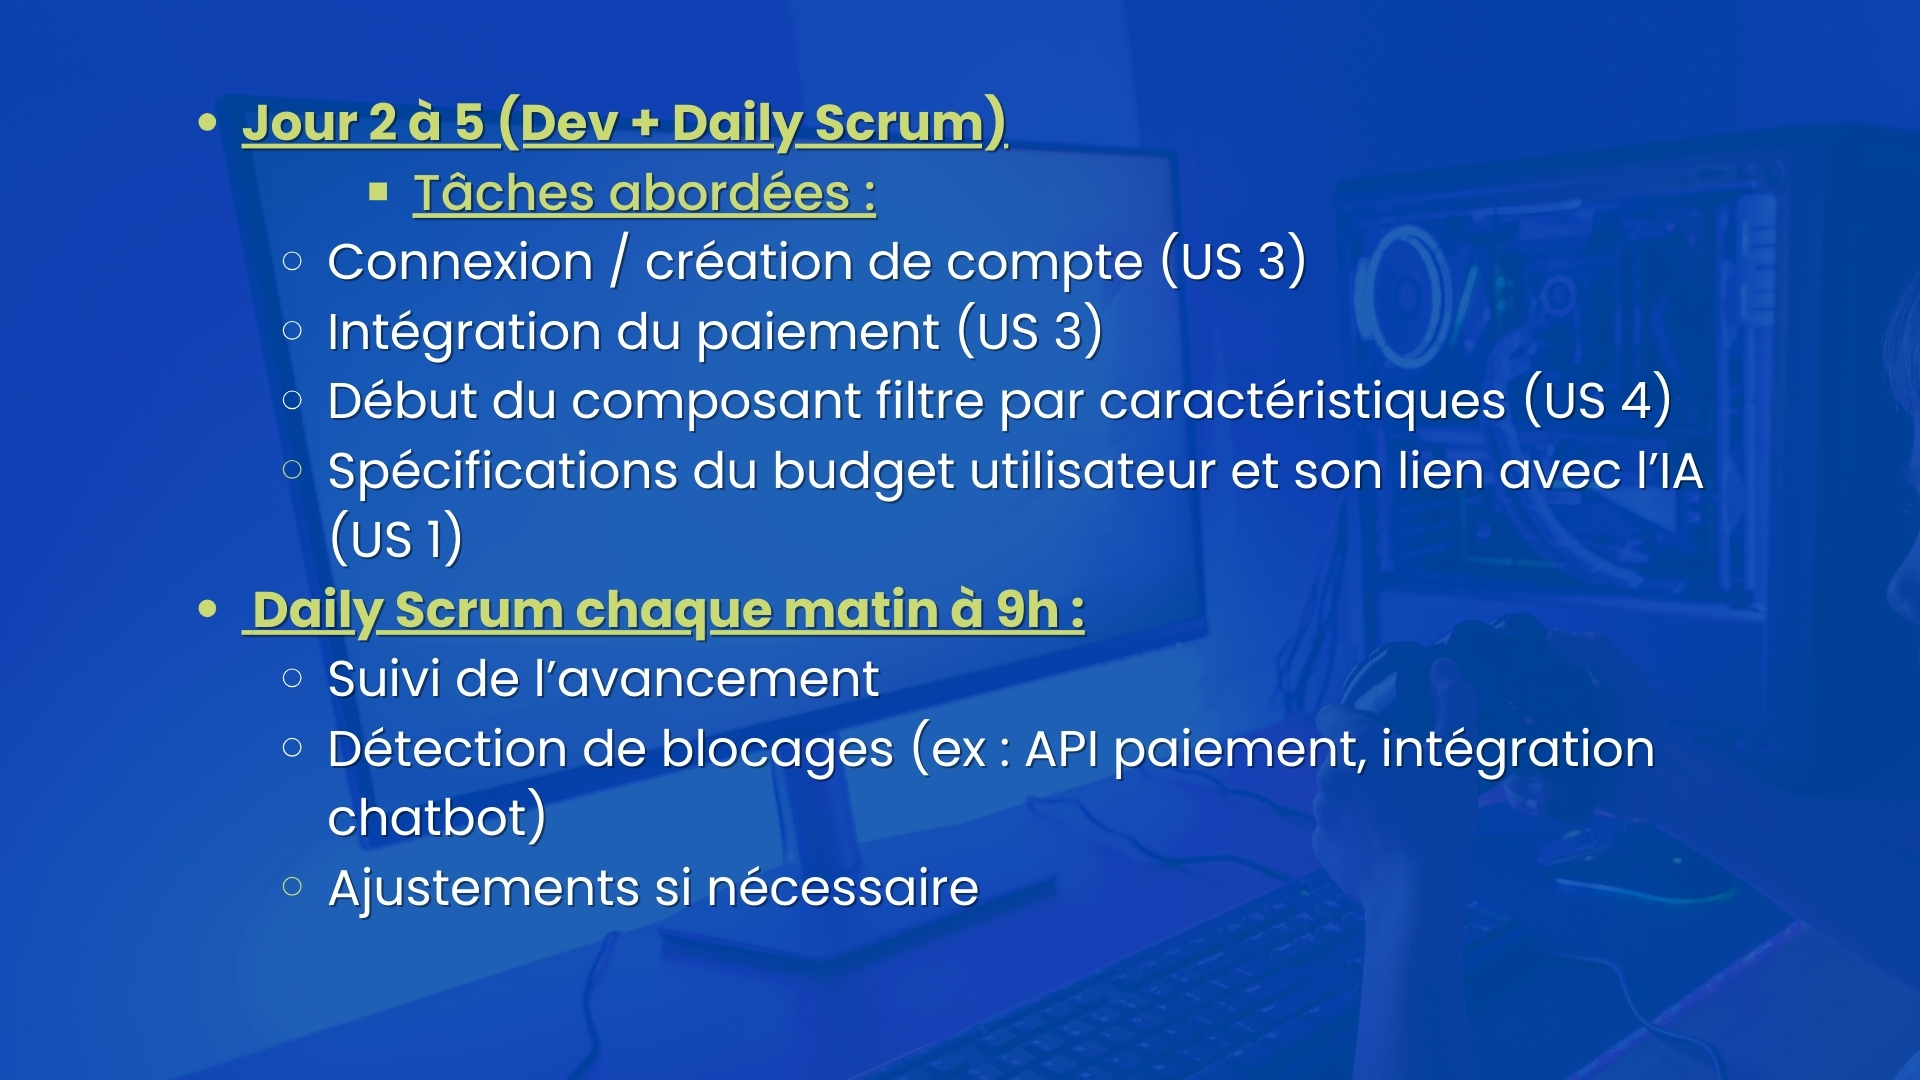 Jour 2 à 5 (Dev + Daily Scrum)
Tâches abordées :
Connexion / création de compte (US 3)
Intégration du paiement (US 3)
Début du composant filtre par caractéristiques (US 4)
Spécifications du budget utilisateur et son lien avec l’IA
(US 1)
Daily Scrum chaque matin à 9h :
Suivi de l’avancement
Détection de blocages (ex : API paiement, intégration
chatbot)
Ajustements si nécessaire